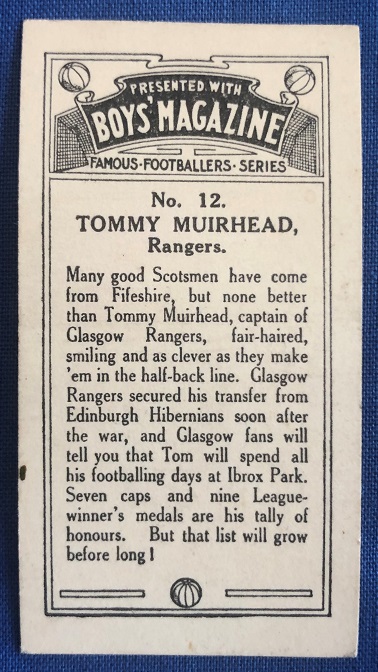 PRESENTED WITH
BOYS' MAGAZINE
FAMOUS·FOOTBALLERS·SERIES
No. 12.
TOMMY MUIRHEAD,
Rangers.
Many good Scotsmen have come
from Fifeshire, but none better
than Tommy Muirhead, captain of
Glasgow Rangers, fair-haired,
smiling and as clever as they make
'em in the half-back line. Glasgow
Rangers secured his transfer from
Edinburgh Hibernians soon after
the war, and Glasgow fans will
tell you that Tom will spend all
his footballing days at Ibrox Park.
Seven caps and nine League-
winner's medals are his tally of
honours. But that list will grow
before long!